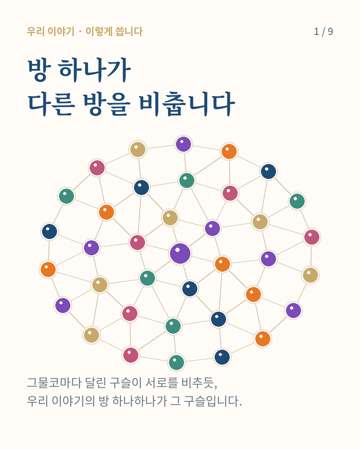 우리 이야기 · 이렇게 씁니다
1 / 9
방 하나가
다른 방을 비춥니다
그물코마다 달린 구슬이 서로를 비추듯,
우리 이야기의 방 하나하나가 그 구슬입니다.